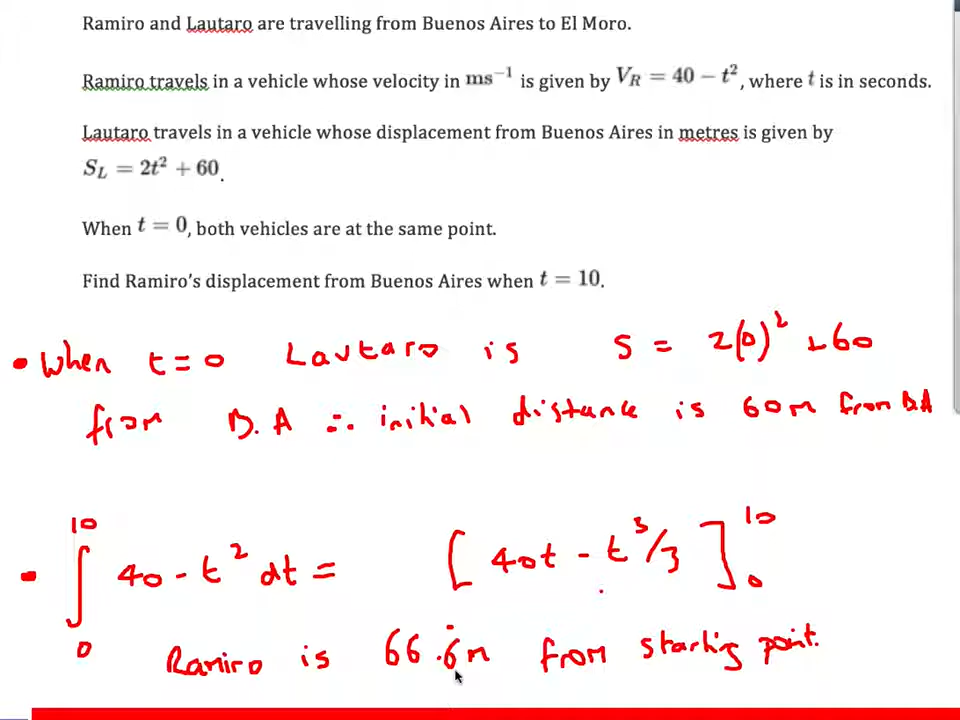 Ramiro and Lautaro are travelling from Buenos Aires to El Moro.
Ramiro travels in a vehicle whose velocity in ms⁻¹ is given by V_R = 40 − t², where t is in seconds.
Lautaro travels in a vehicle whose displacement from Buenos Aires in metres is given by
S_L = 2t² + 60.
When t = 0, both vehicles are at the same point.
Find Ramiro's displacement from Buenos Aires when t = 10.
• When t = 0 Lautaro is S = 2(0)² + 60
from B.A ∴ initial distance is 60m from BA
• ∫₀¹⁰ 40 - t² dt = [40t - t³/3]₀¹⁰
Ramiro is 66.6̇m from starting point.